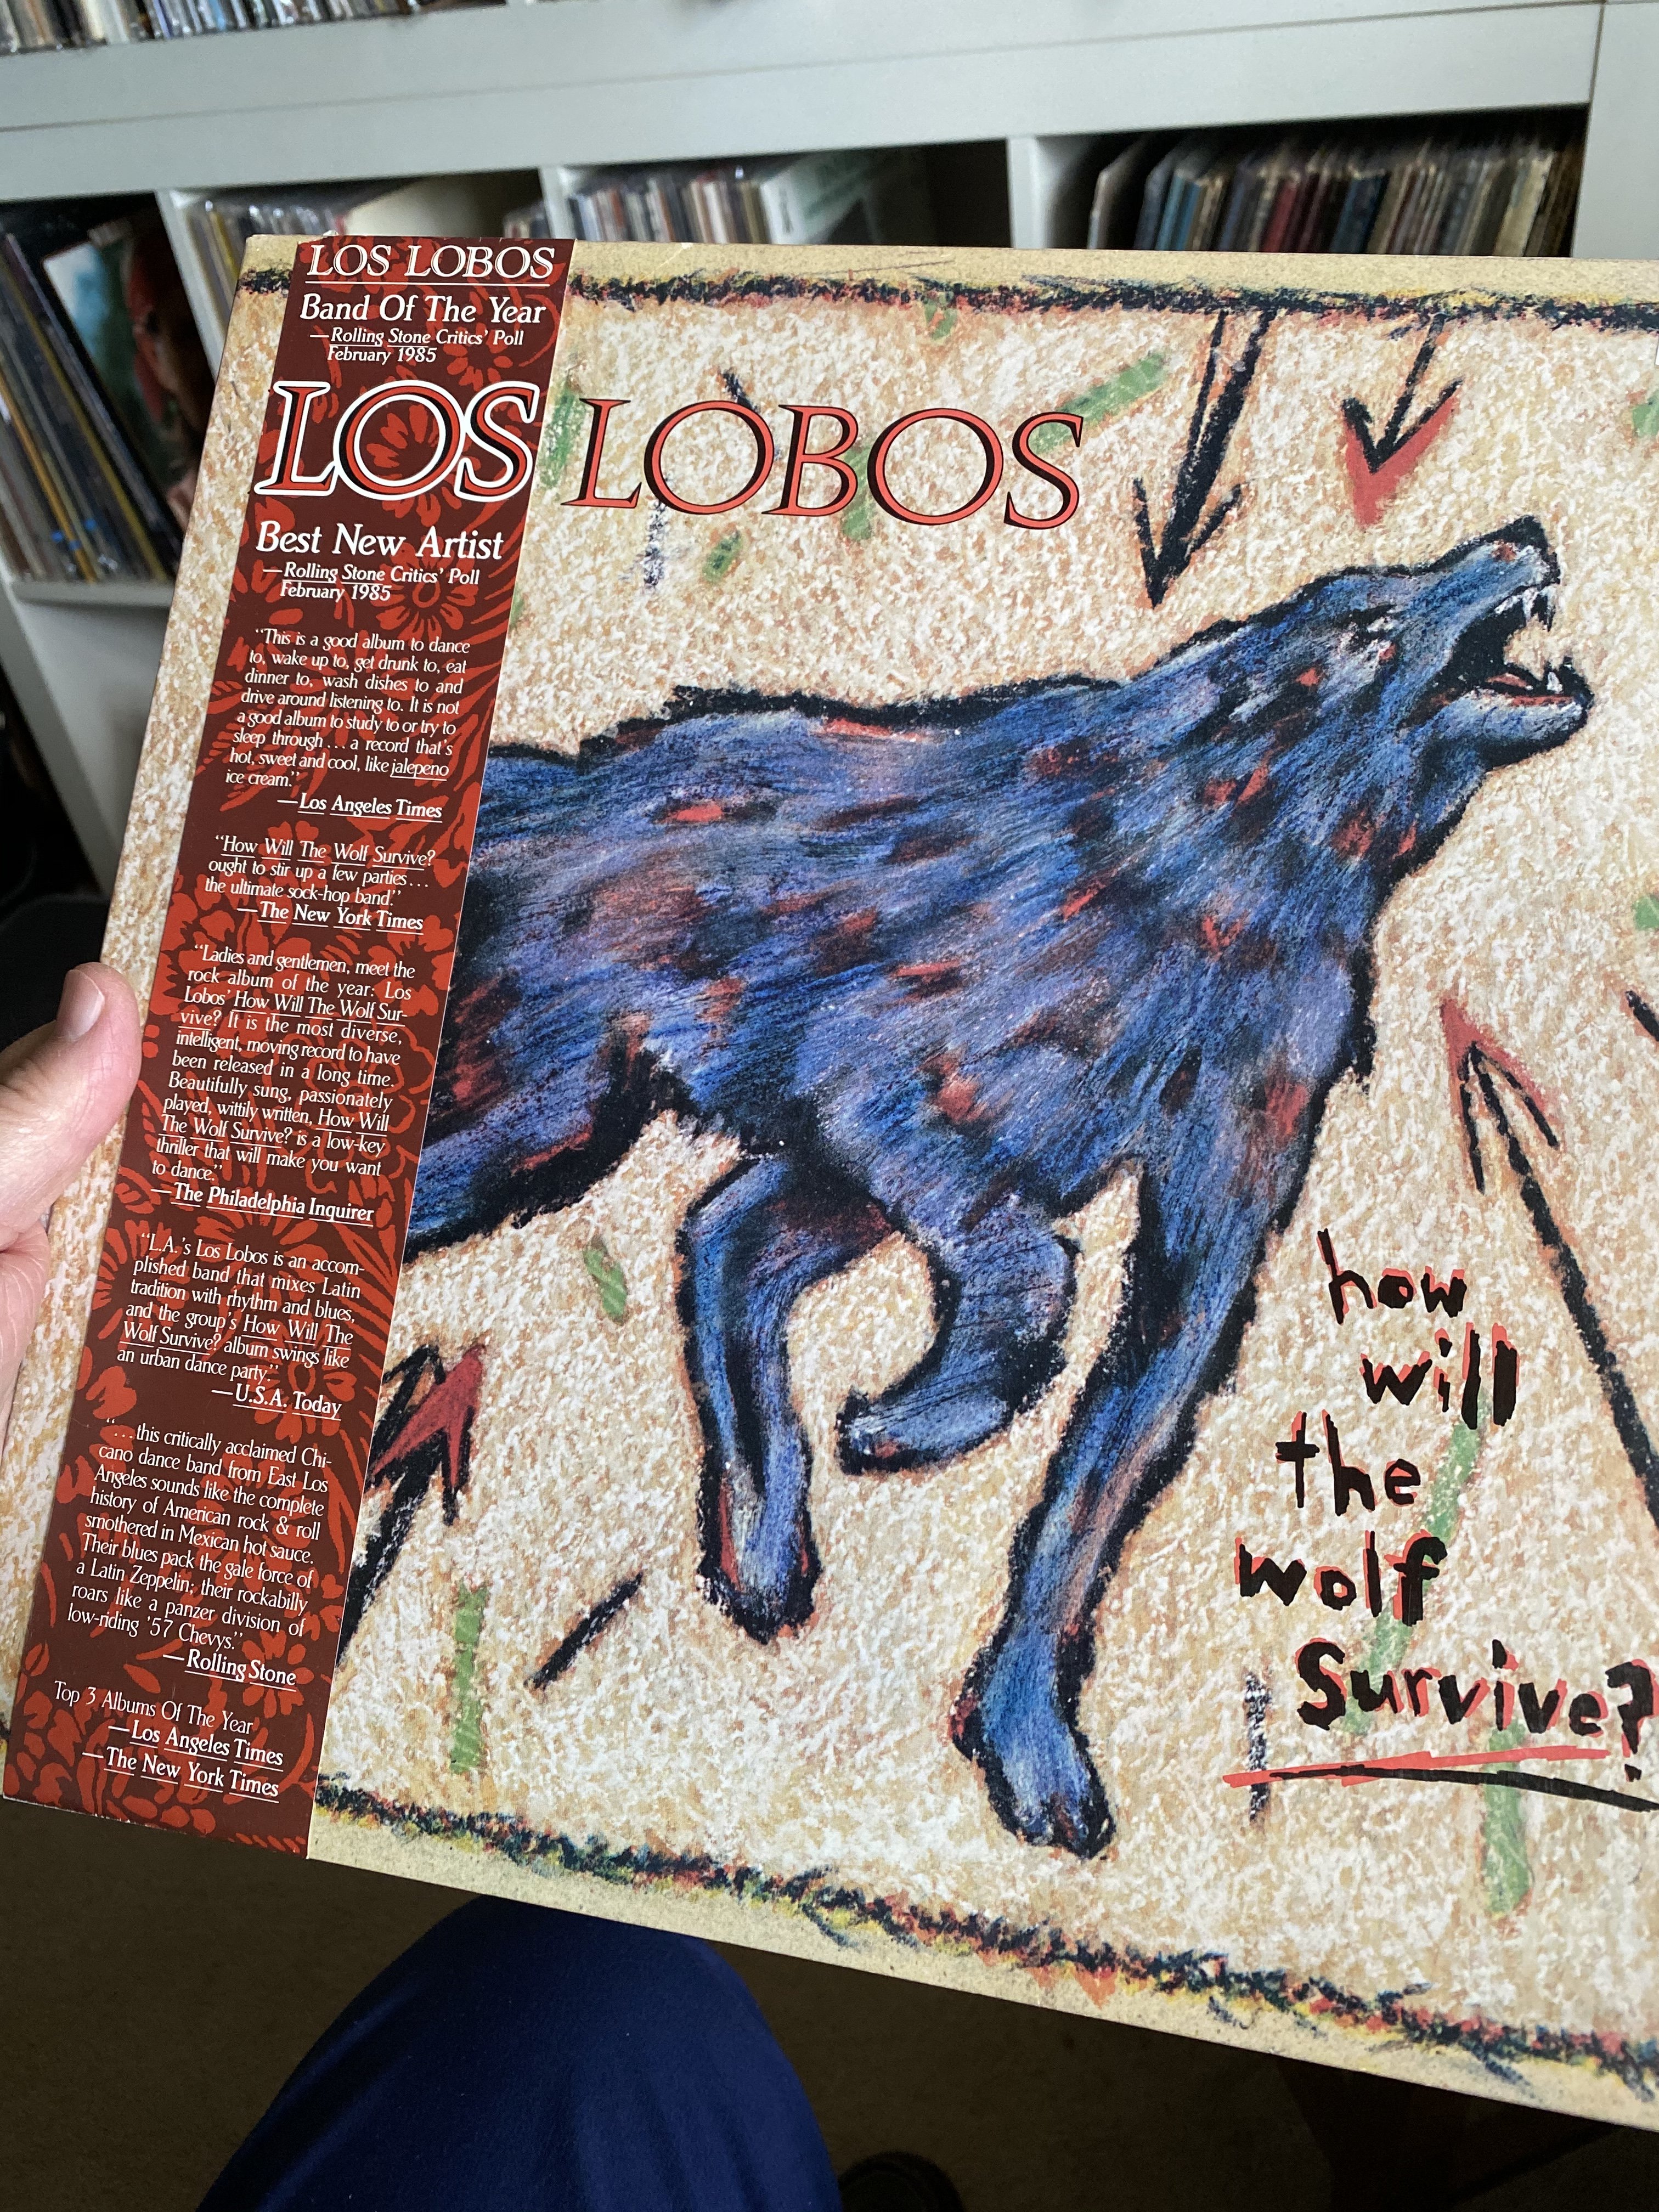 LOS LOBOS
Band Of The Year
—Rolling Stone Critics' Poll
February 1985
LOS LOBOS
Best New Artist
—Rolling Stone Critics' Poll
February 1985
“This is a good album to dance
to, wake up to, get drunk to, eat
dinner to, wash dishes to and
drive around listening to. It is not
a good album to study to or try to
sleep through... a record that's
hot, sweet and cool, like jalepeno
ice cream.”
—Los Angeles Times
“How Will The Wolf Survive?
ought to stir up a few parties...
the ultimate sock-hop band.”
—The New York Times
“Ladies and gentlemen, meet the
rock album of the year: Los
Lobos' How Will The Wolf Sur-
vive? It is the most diverse,
intelligent, moving record to have
been released in a long time.
Beautifully sung, passionately
played, wittily written, How Will
The Wolf Survive? is a low-key
thriller that will make you want
to dance.”
—The Philadelphia Inquirer
“L.A.'s Los Lobos is an accom-
plished band that mixes Latin
tradition with rhythm and blues,
and the group's How Will The
Wolf Survive? album swings like
an urban dance party.”
—U.S.A. Today
“...this critically acclaimed Chi-
cano dance band from East Los
Angeles sounds like the complete
history of American rock & roll
smothered in Mexican hot sauce.
Their blues pack the gale force of
a Latin Zeppelin; their rockabilly
roars like a panzer division of
low-riding '57 Chevys.”
—Rolling Stone
Top 3 Albums Of The Year
—Los Angeles Times
—The New York Times
how
will
the
wolf
Survive?